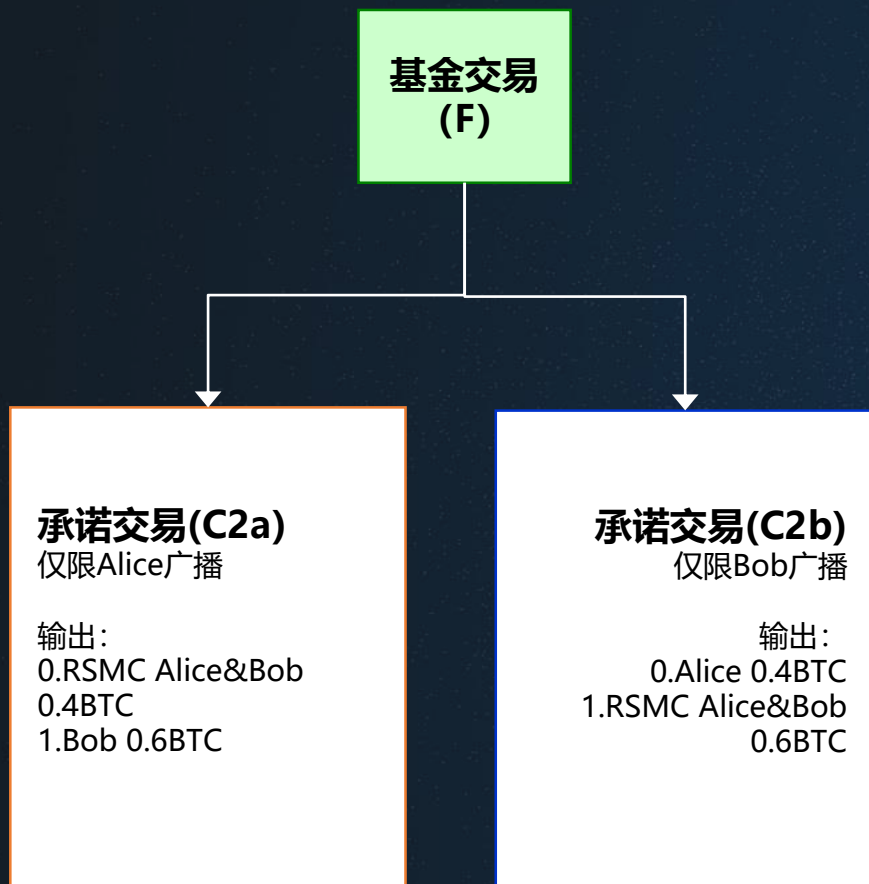 基金交易
(F)
承诺交易(C2a)
仅限Alice广播
输出：
0.RSMC Alice&Bob
0.4BTC
1.Bob 0.6BTC
承诺交易(C2b)
仅限Bob广播
输出：
0.Alice 0.4BTC
1.RSMC Alice&Bob
0.6BTC